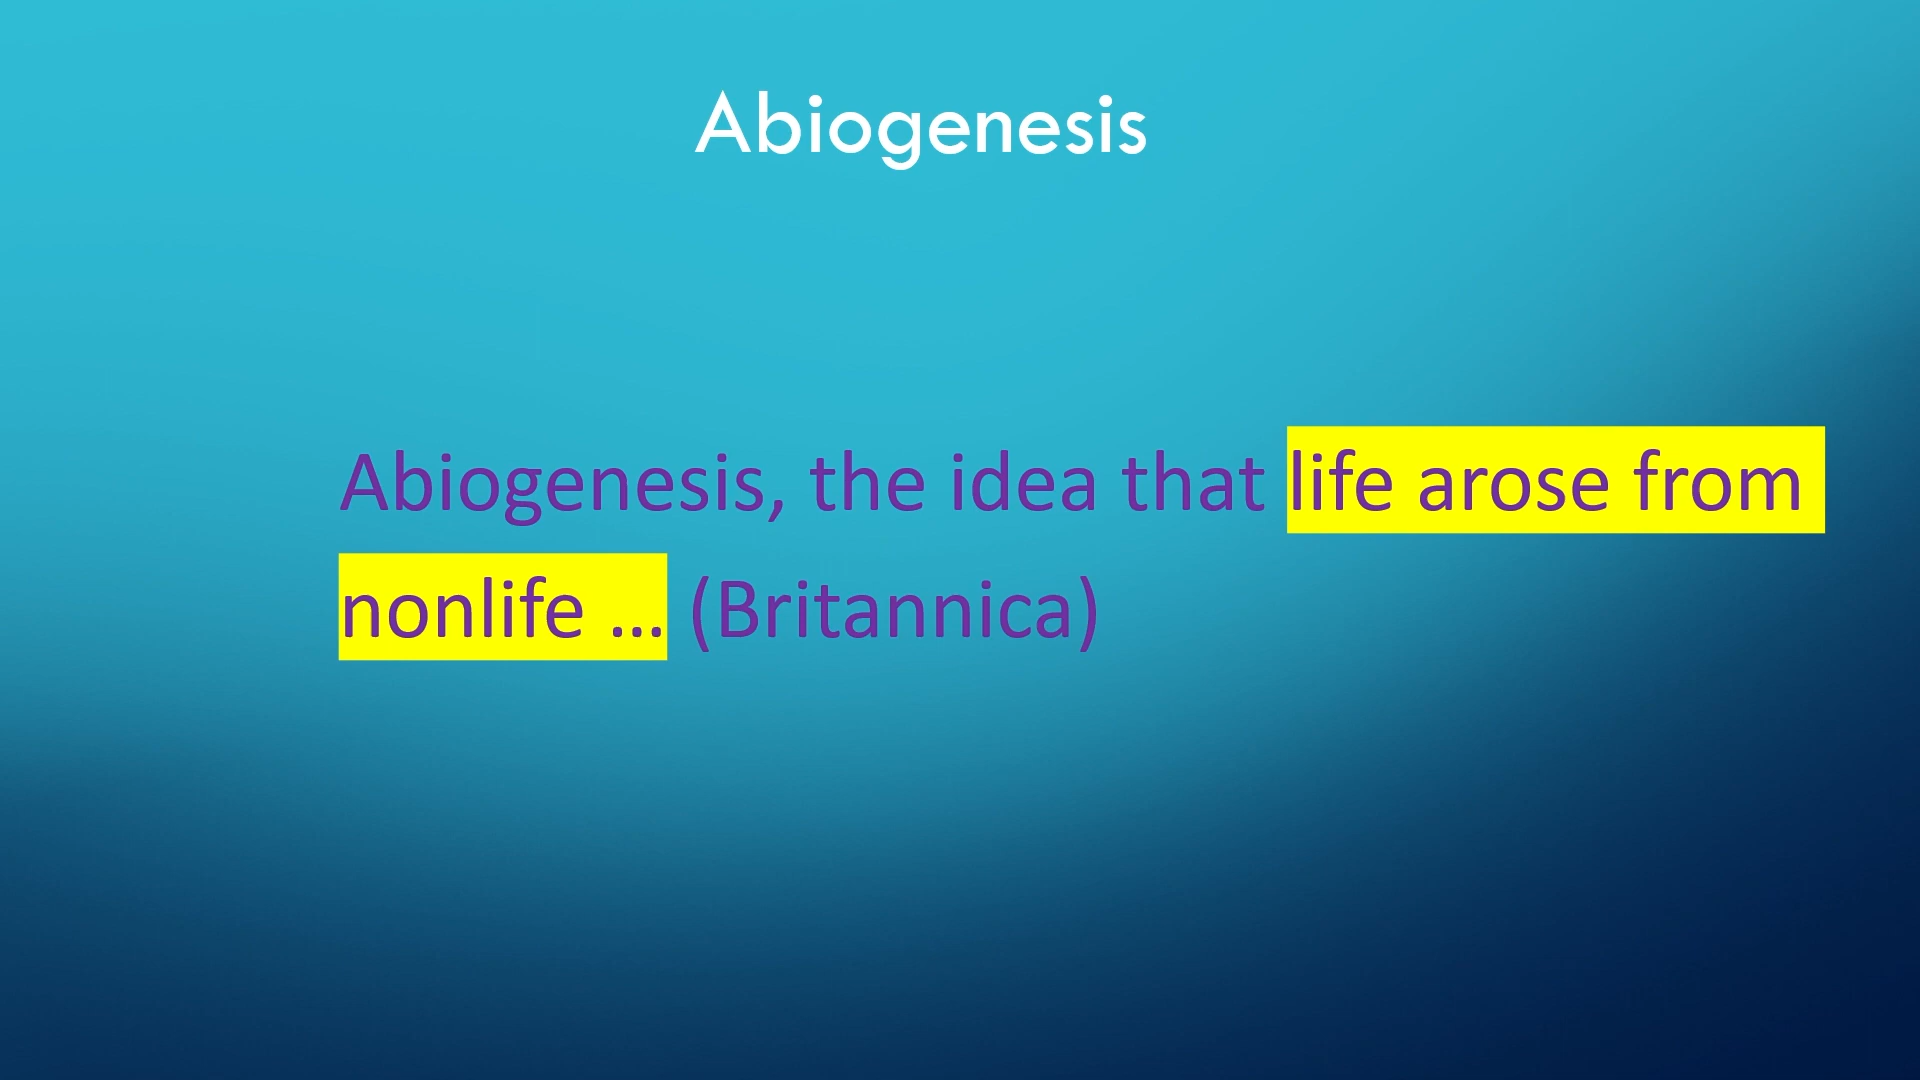 Abiogenesis
Abiogenesis, the idea that life arose from
nonlife ... (Britannica)